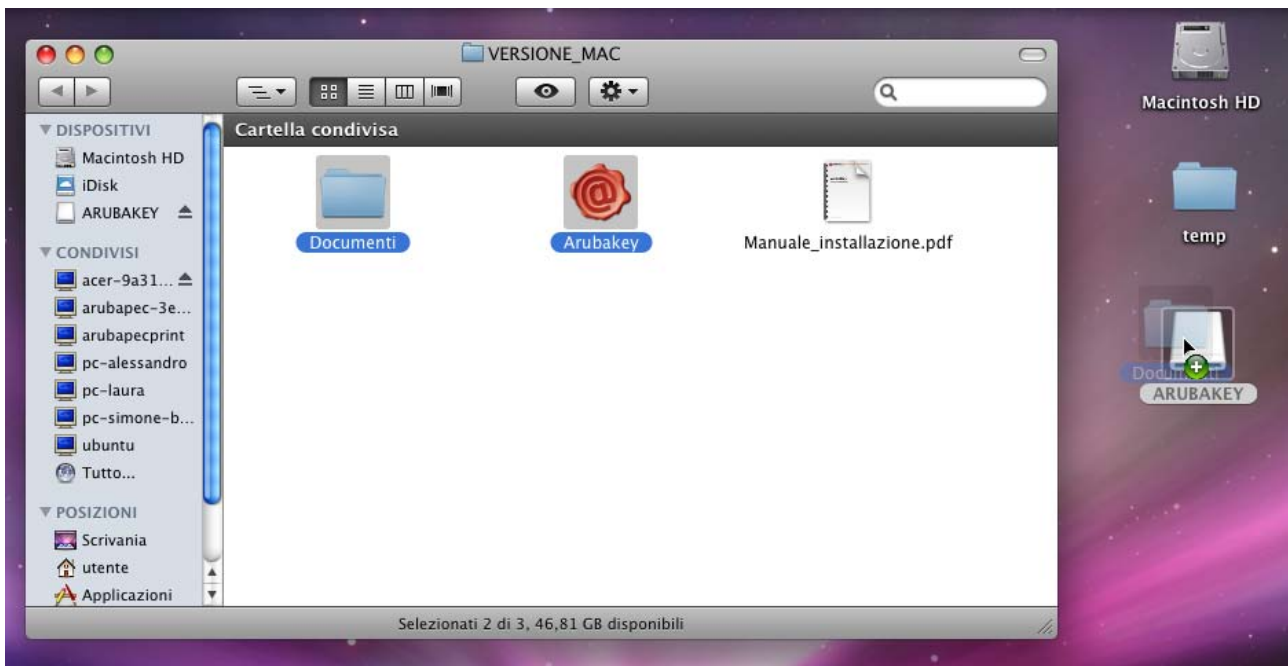 VERSIONE_MAC
DISPOSITIVI
Macintosh HD
iDisk
ARUBAKEY
CONDIVISI
acer-9a31...
arubapec-3e...
arubapecprint
pc-alessandro
pc-laura
pc-simone-b...
ubuntu
Tutto...
POSIZIONI
Scrivania
utente
Applicazioni
Cartella condivisa
Documenti
Arubakey
Manuale_installazione.pdf
Selezionati 2 di 3, 46,81 GB disponibili
Macintosh HD
temp
Documenti
ARUBAKEY